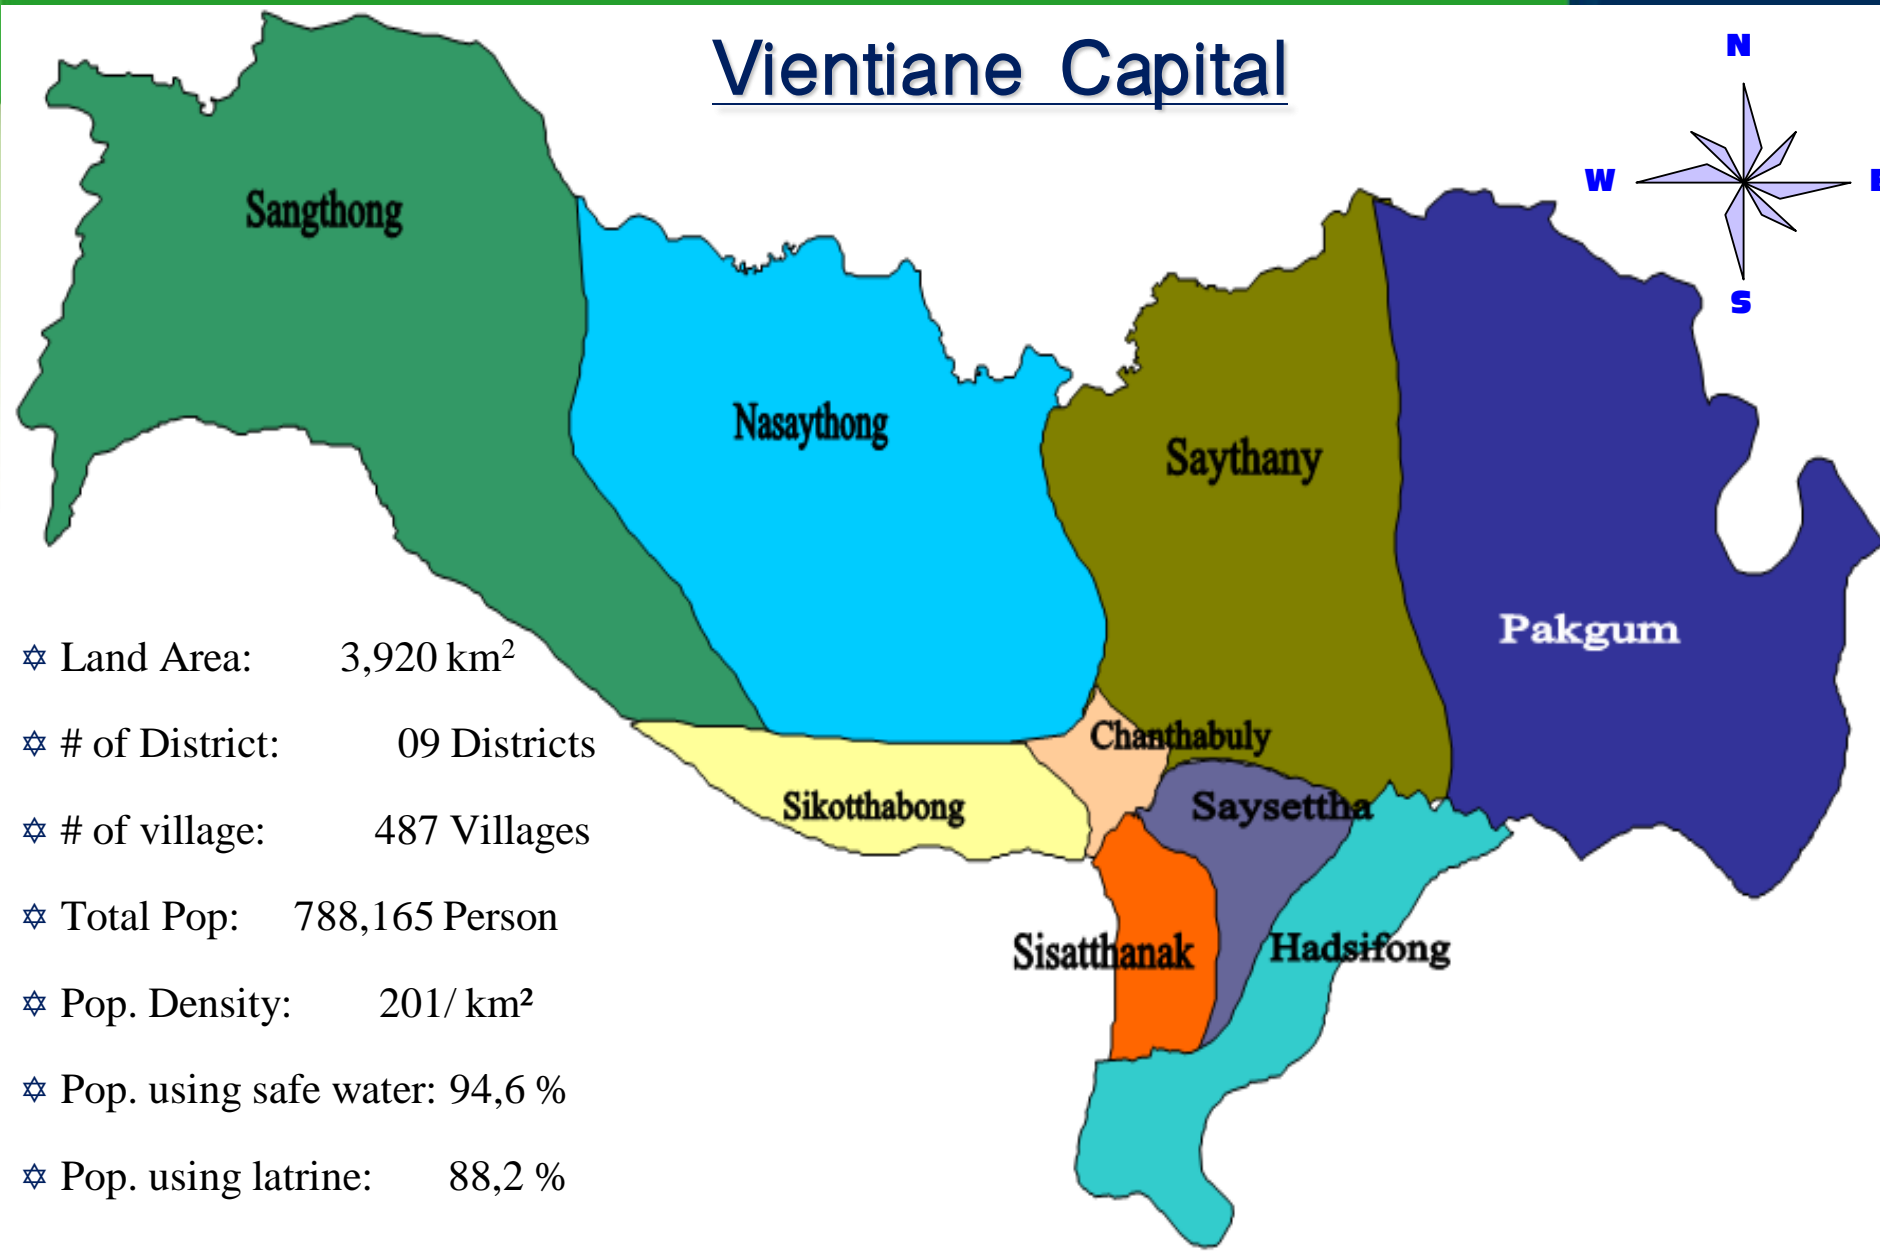 Vientiane Capital
N
W
E
S
Sangthong
Nasaythong
Saythany
Pakgum
Chanthabuly
Sikotthabong
Saysettha
Sisatthanak
Hadsifong
Land Area: 3,920 km²
# of District: 09 Districts
# of village: 487 Villages
Total Pop: 788,165 Person
Pop. Density: 201/ km²
Pop. using safe water: 94,6 %
Pop. using latrine: 88,2 %